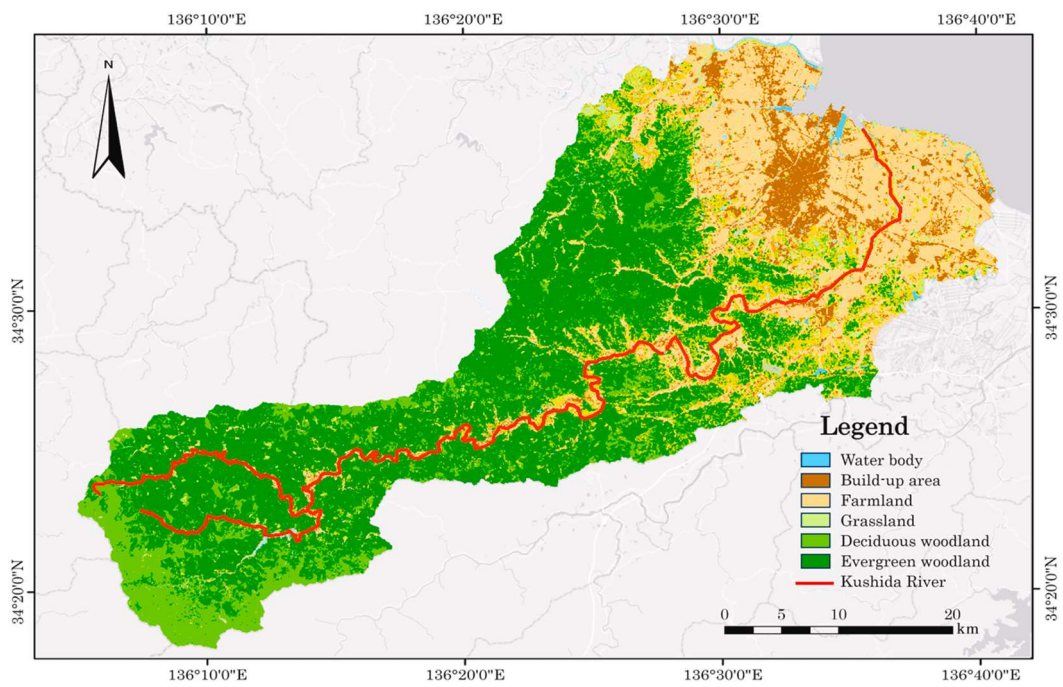 136°10'0"E 136°20'0"E 136°30'0"E 136°40'0"E
N
34°30'0"N 34°30'0"N
Legend
Water body
Build-up area
Farmland
Grassland
Deciduous woodland
Evergreen woodland
Kushida River
34°20'0"N 34°20'0"N
0 5 10 20
km
136°10'0"E 136°20'0"E 136°30'0"E 136°40'0"E